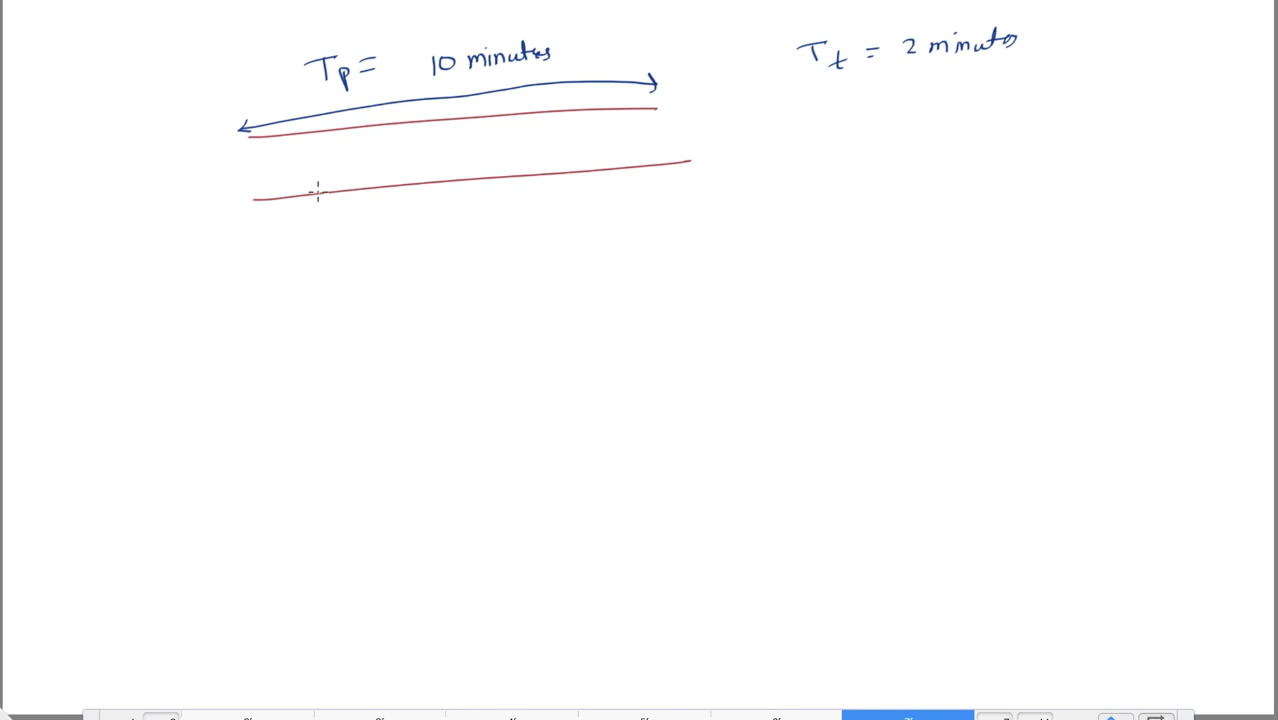 Tp = 10 minutes
Tt = 2 minutes